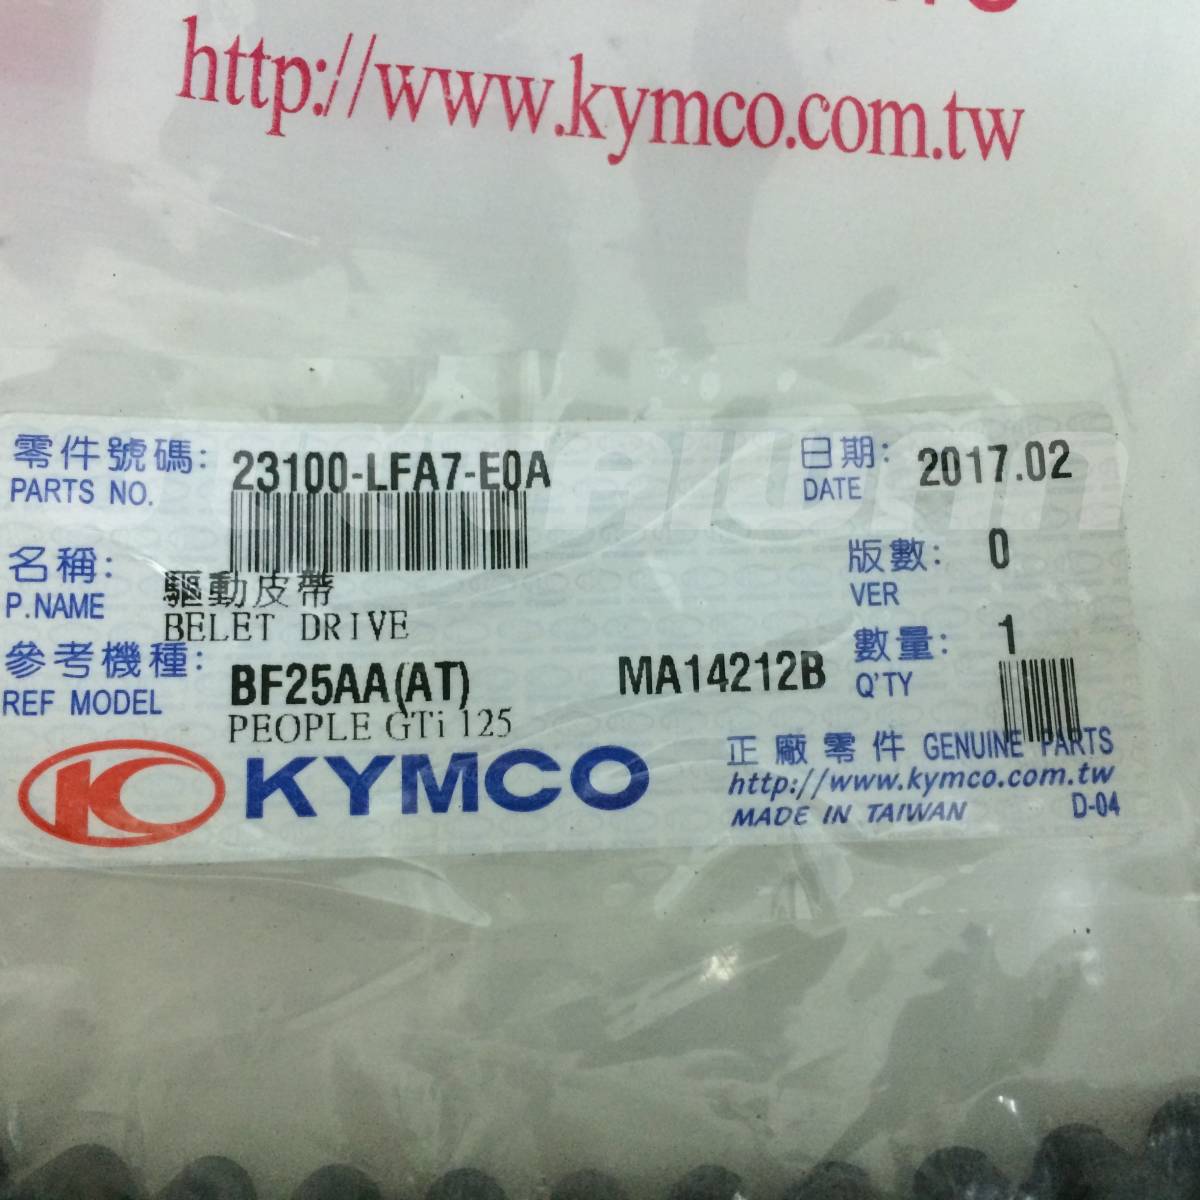 http://www.kymco.com.tw
零件號碼: 23100-LFA7-E0A 日期: 2017.02
PARTS NO. DATE
名稱: 驅動皮帶 版數: 0
P.NAME BELET DRIVE VER
參考機種: BF25AA(AT) MA14212B 數量: 1
REF MODEL PEOPLE GTi 125 Q'TY
KYMCO 正廠零件 GENUINE PARTS
http://www.kymco.com.tw
MADE IN TAIWAN D-04